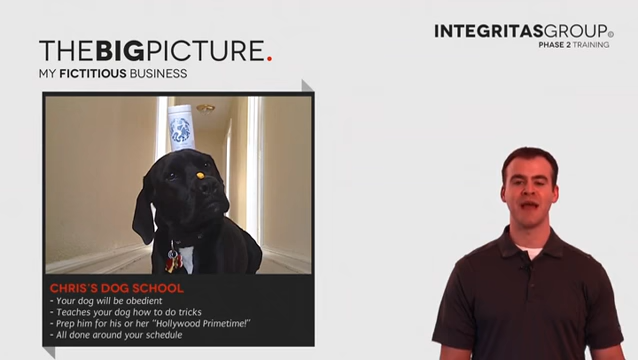 THEBIGPICTURE.
MY FICTITIOUS BUSINESS
INTEGRITASGROUP©
PHASE 2 TRAINING
CHRIS'S DOG SCHOOL
- Your dog will be obedient
- Teaches your dog how to do tricks
- Prep him for his or her "Hollywood Primetime!"
- All done around your schedule